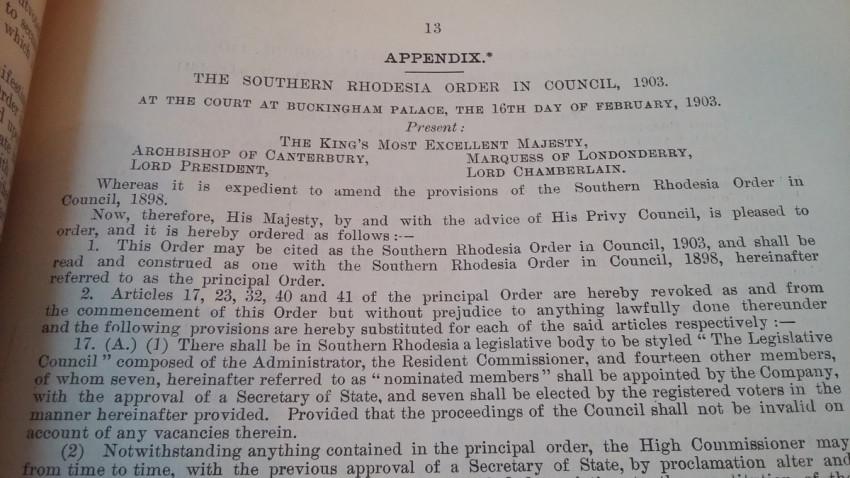 13
APPENDIX.*
THE SOUTHERN RHODESIA ORDER IN COUNCIL, 1903.
AT THE COURT AT BUCKINGHAM PALACE, THE 16TH DAY OF FEBRUARY, 1903.
Present:
THE KING'S MOST EXCELLENT MAJESTY,
ARCHBISHOP OF CANTERBURY, MARQUESS OF LONDONDERRY,
LORD PRESIDENT, LORD CHAMBERLAIN.
Whereas it is expedient to amend the provisions of the Southern Rhodesia Order in
Council, 1898.
Now, therefore, His Majesty, by and with the advice of His Privy Council, is pleased to
order, and it is hereby ordered as follows:—
1. This Order may be cited as the Southern Rhodesia Order in Council, 1903, and shall be
read and construed as one with the Southern Rhodesia Order in Council, 1898, hereinafter
referred to as the principal Order.
2. Articles 17, 23, 32, 40 and 41 of the principal Order are hereby revoked as and from
the commencement of this Order but without prejudice to anything lawfully done thereunder
and the following provisions are hereby substituted for each of the said articles respectively:—
17. (A.) (1) There shall be in Southern Rhodesia a legislative body to be styled "The Legislative
Council" composed of the Administrator, the Resident Commissioner, and fourteen other members,
of whom seven, hereinafter referred to as "nominated members" shall be appointed by the Company,
with the approval of a Secretary of State, and seven shall be elected by the registered voters in the
manner hereinafter provided. Provided that the proceedings of the Council shall not be invalid on
account of any vacancies therein.
(2) Notwithstanding anything contained in the principal order, the High Commissioner may
from time to time, with the previous approval of a Secretary of State, by proclamation alter and